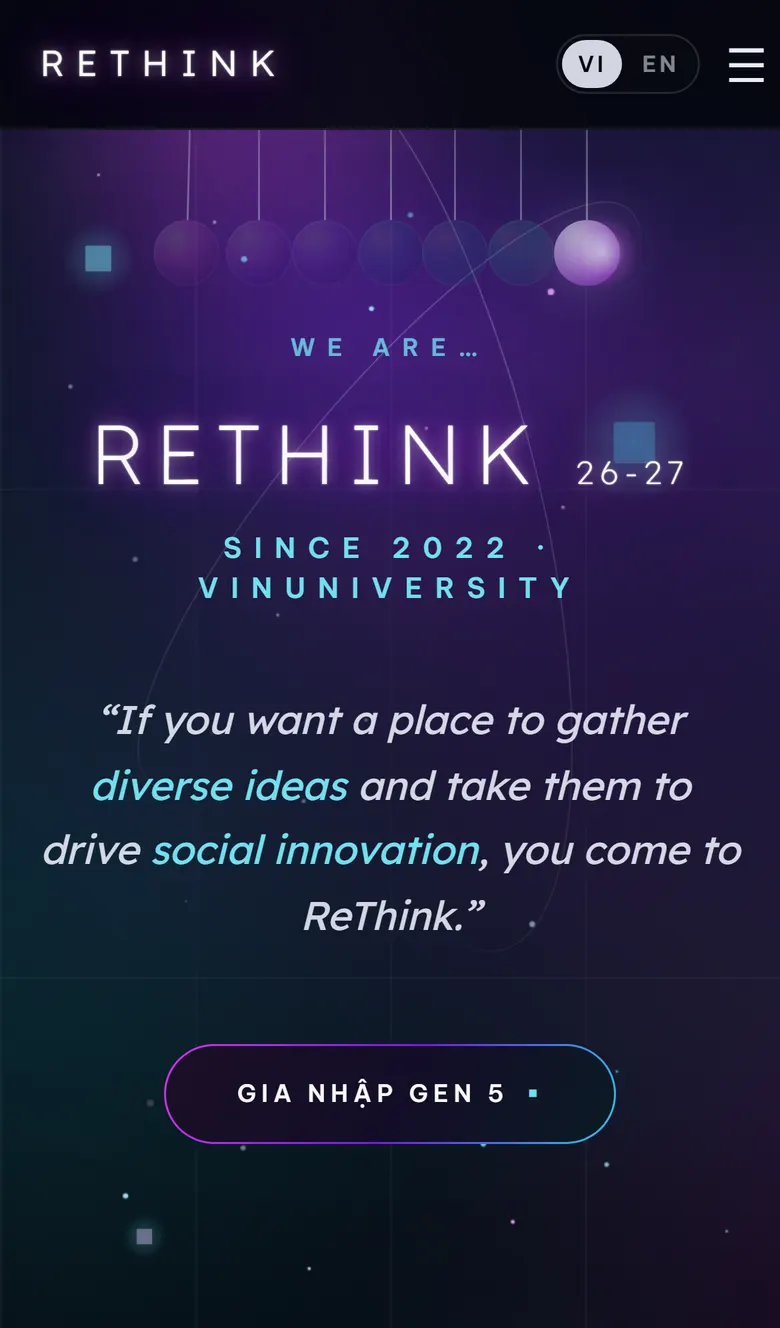 RETHINK
VI EN
WE ARE…
RETHINK 26-27
SINCE 2022 ·
VINUNIVERSITY
“If you want a place to gather
diverse ideas and take them to
drive social innovation, you come to
ReThink.”
GIA NHẬP GEN 5